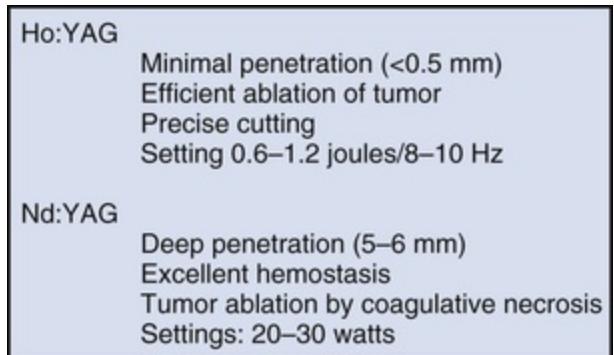 Ho:YAG
Minimal penetration (<0.5 mm)
Efficient ablation of tumor
Precise cutting
Setting 0.6–1.2 joules/8–10 Hz
Nd:YAG
Deep penetration (5–6 mm)
Excellent hemostasis
Tumor ablation by coagulative necrosis
Settings: 20–30 watts